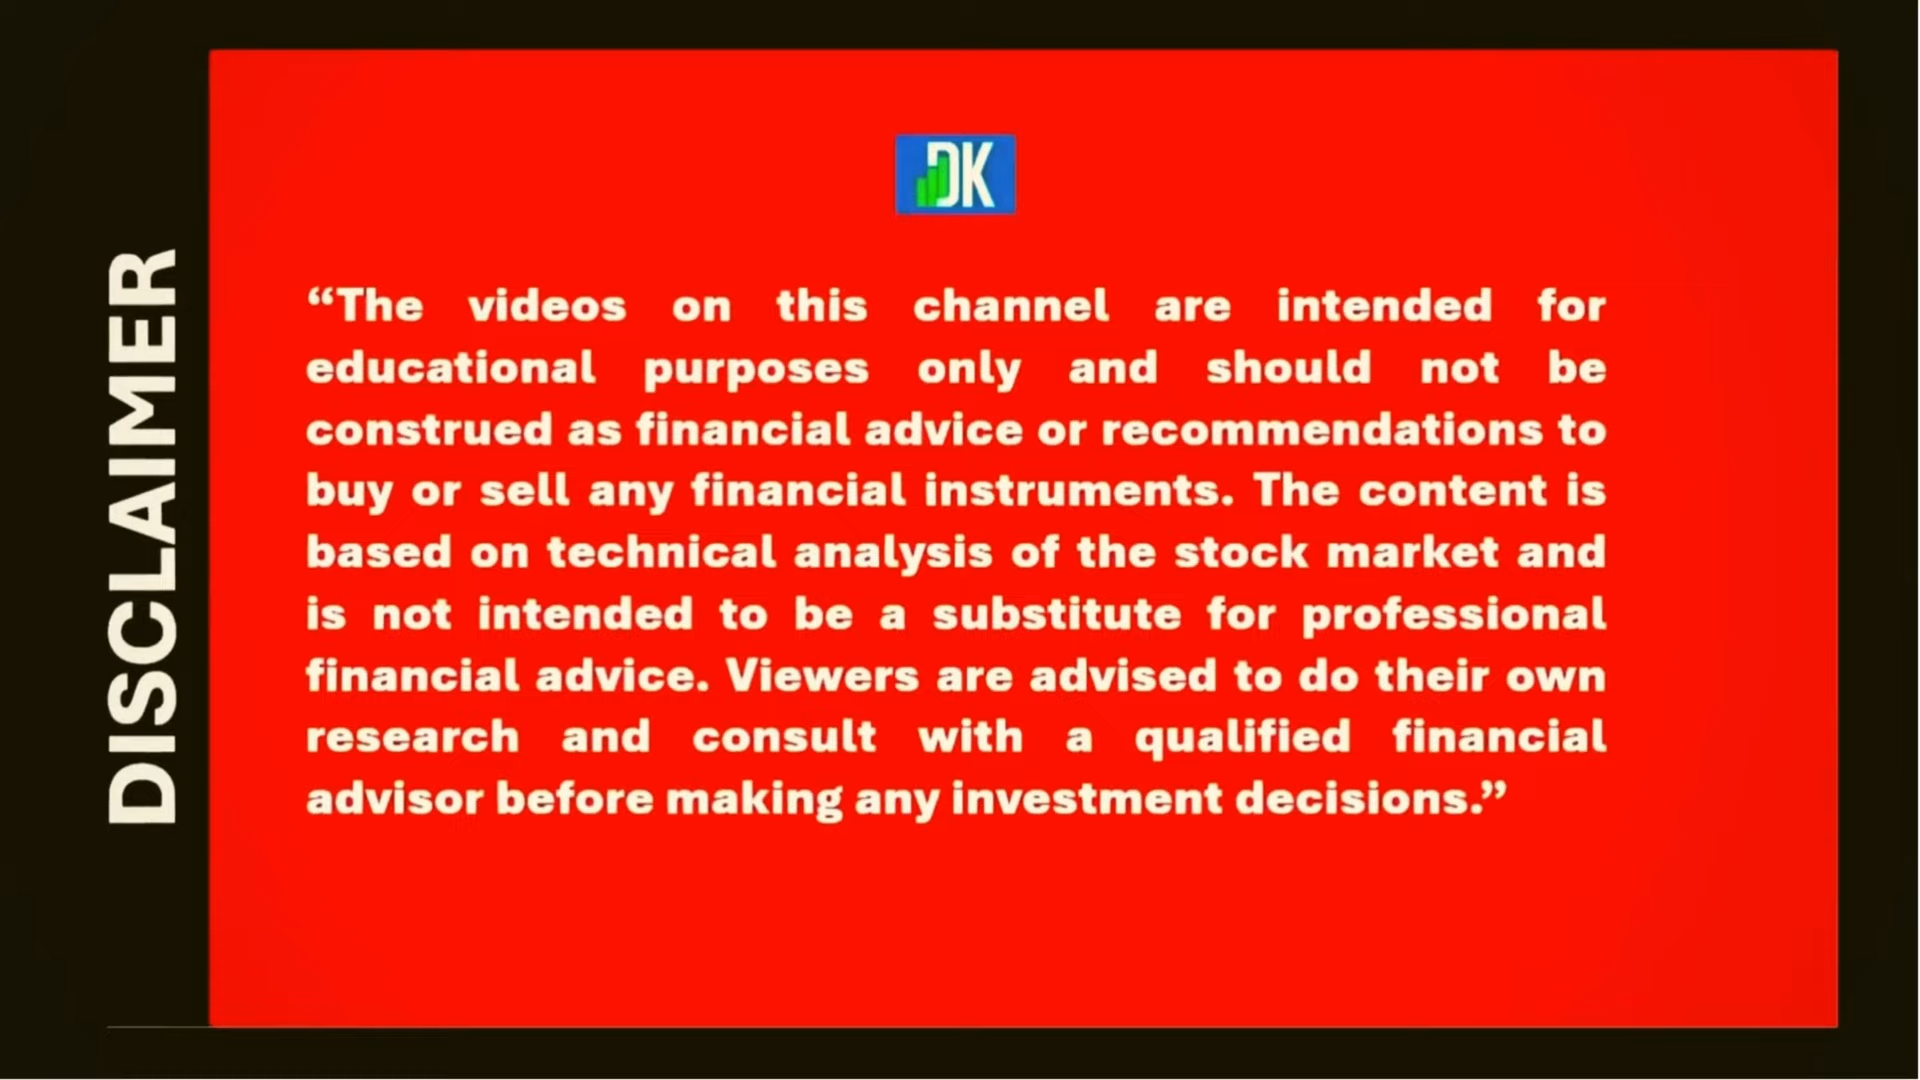 DISCLAIMER
DK
“The videos on this channel are intended for
educational purposes only and should not be
construed as financial advice or recommendations to
buy or sell any financial instruments. The content is
based on technical analysis of the stock market and
is not intended to be a substitute for professional
financial advice. Viewers are advised to do their own
research and consult with a qualified financial
advisor before making any investment decisions.”